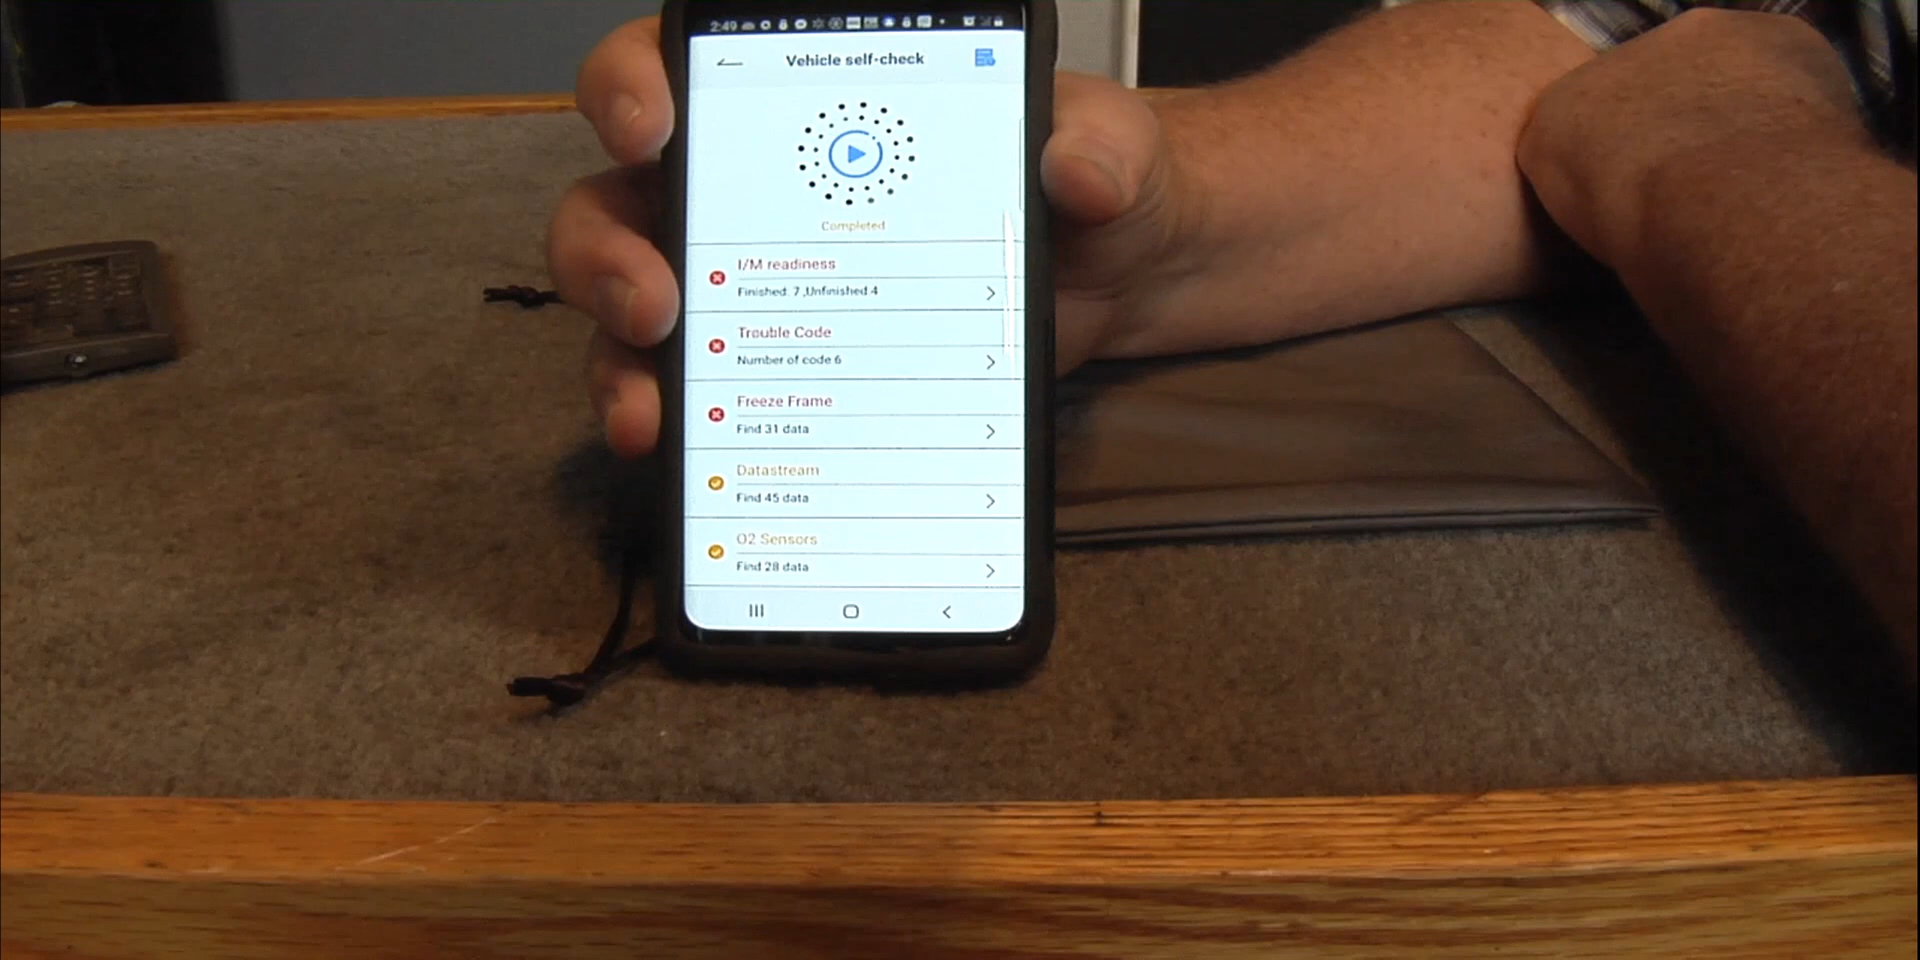 2:49
Vehicle self-check
Completed
I/M readiness
Finished: 7 ,Unfinished 4
Trouble Code
Number of code 6
Freeze Frame
Find 31 data
Datastream
Find 45 data
O2 Sensors
Find 28 data